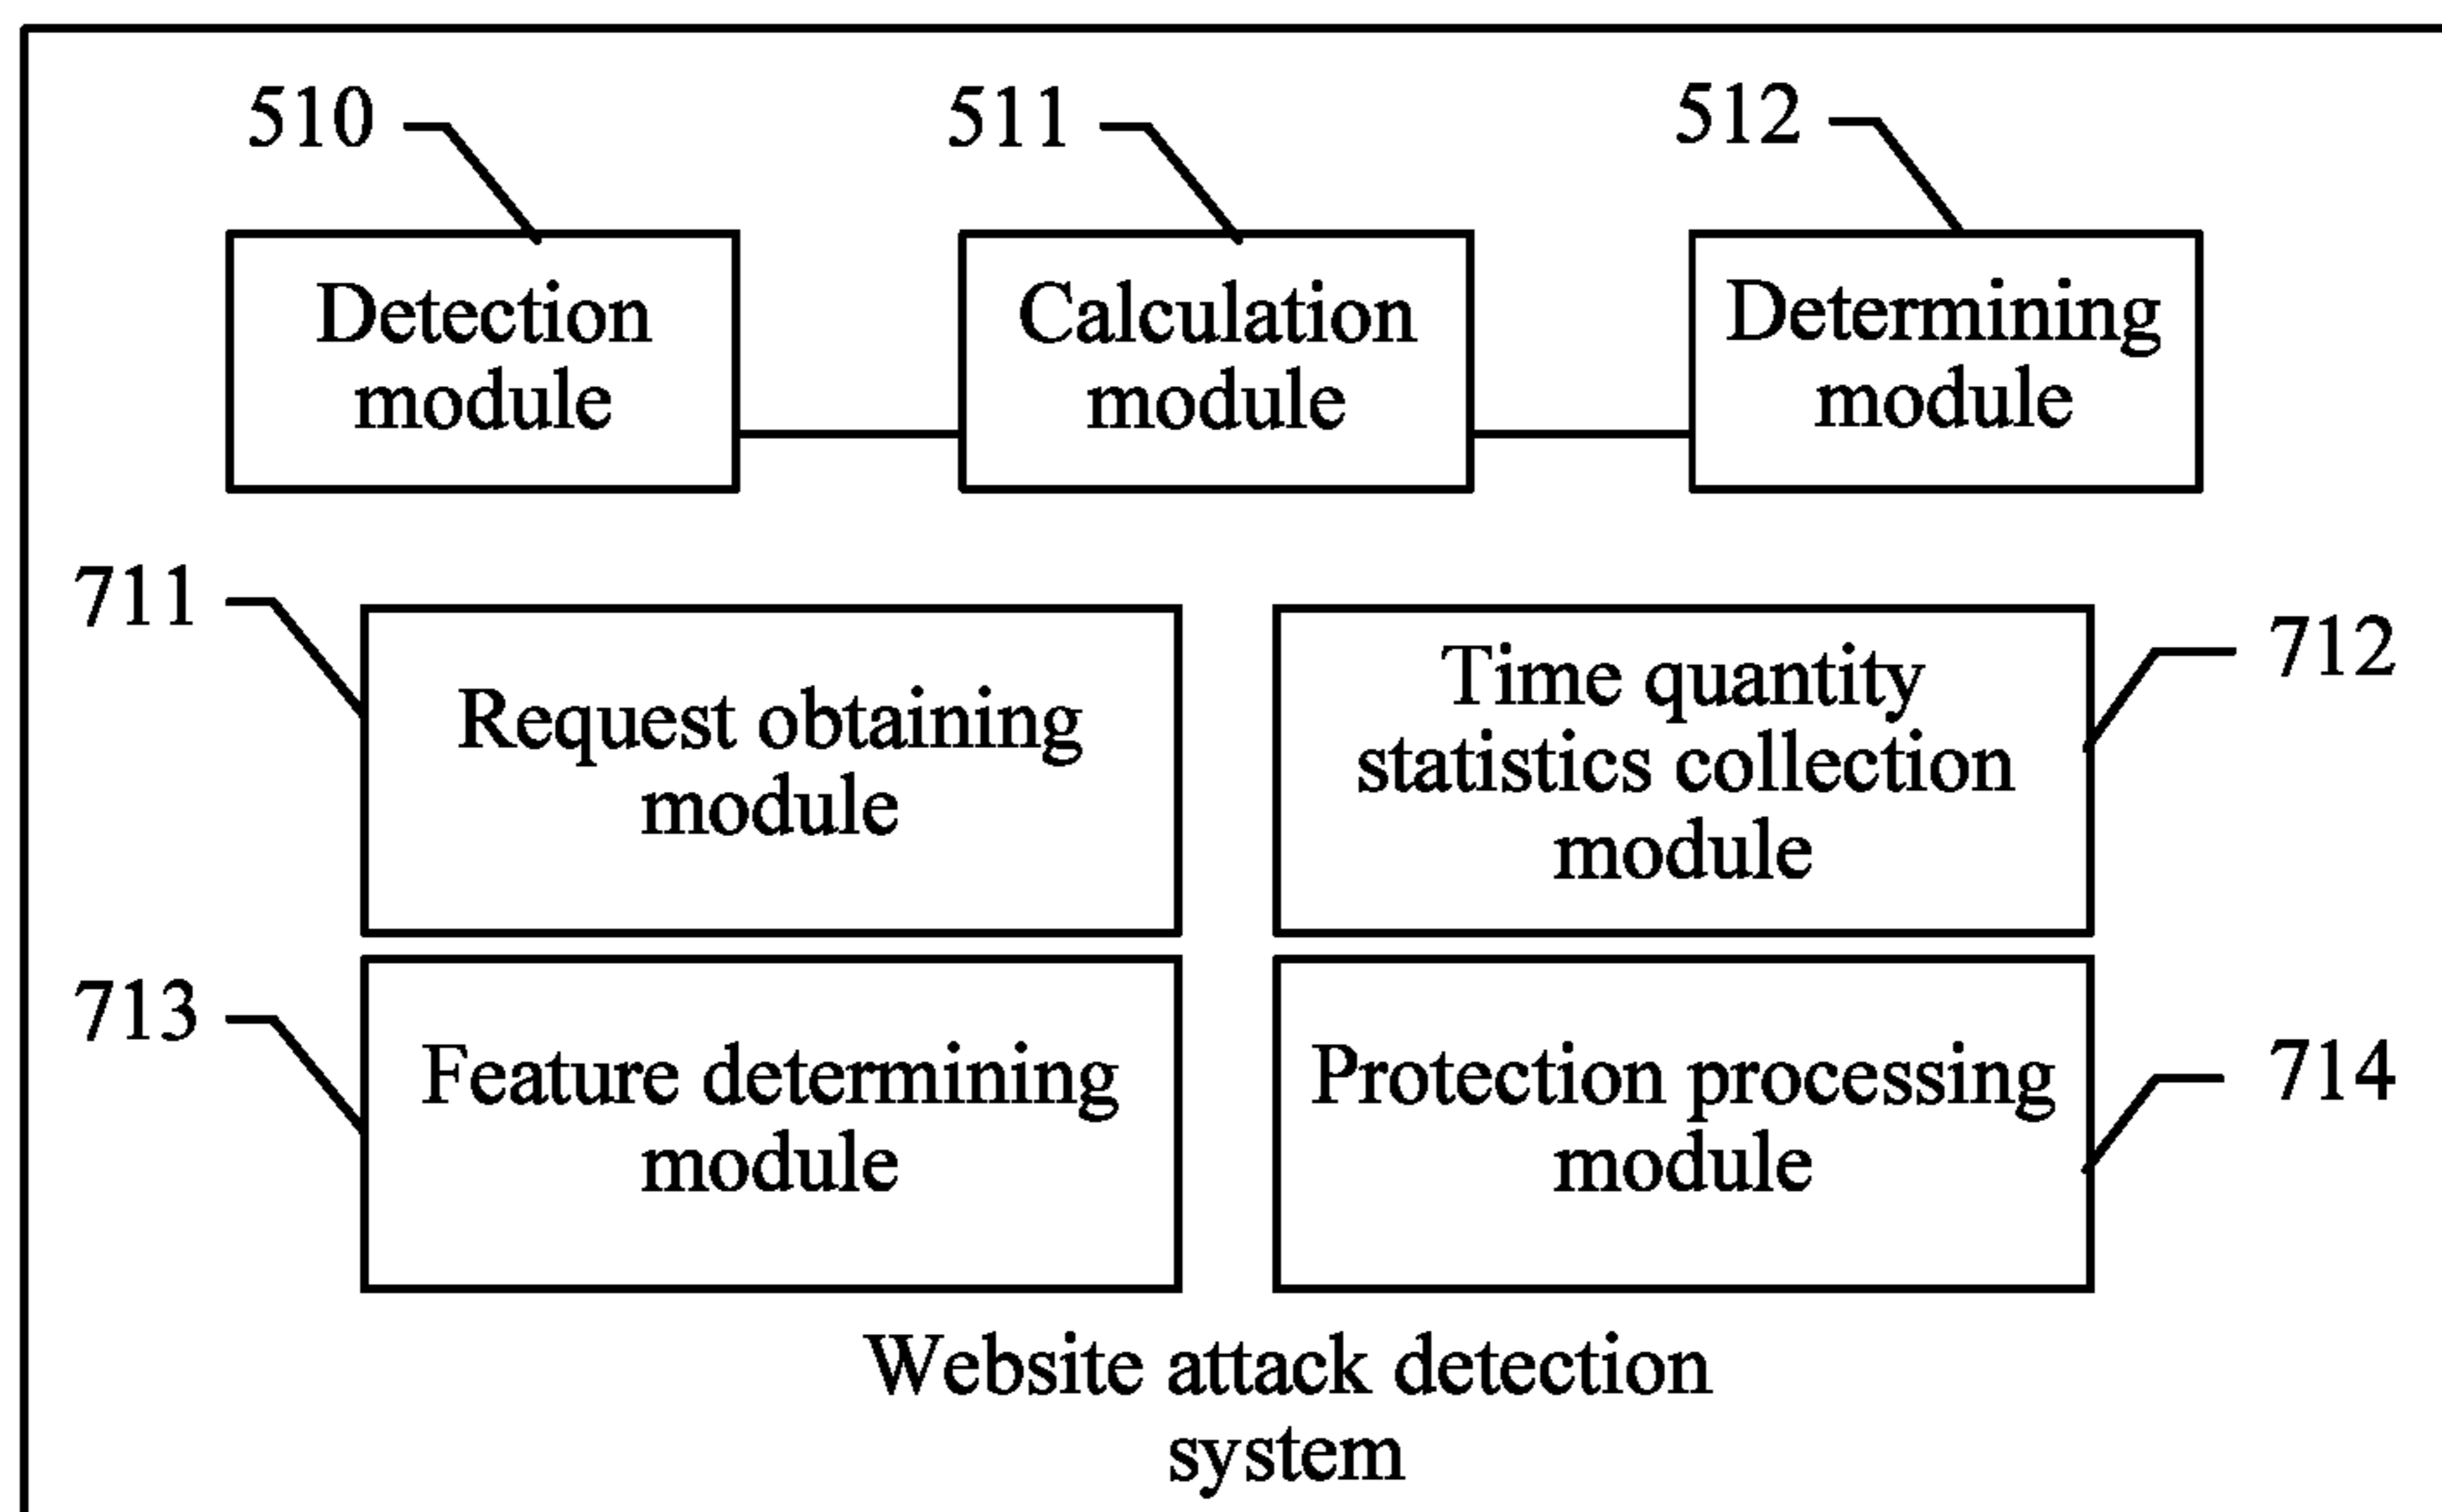 510
511
512
Detection
module
Calculation
module
Determining
module
711
Request obtaining
module
Time quantity
statistics collection
module
712
713
Feature determining
module
Protection processing
module
714
Website attack detection
system